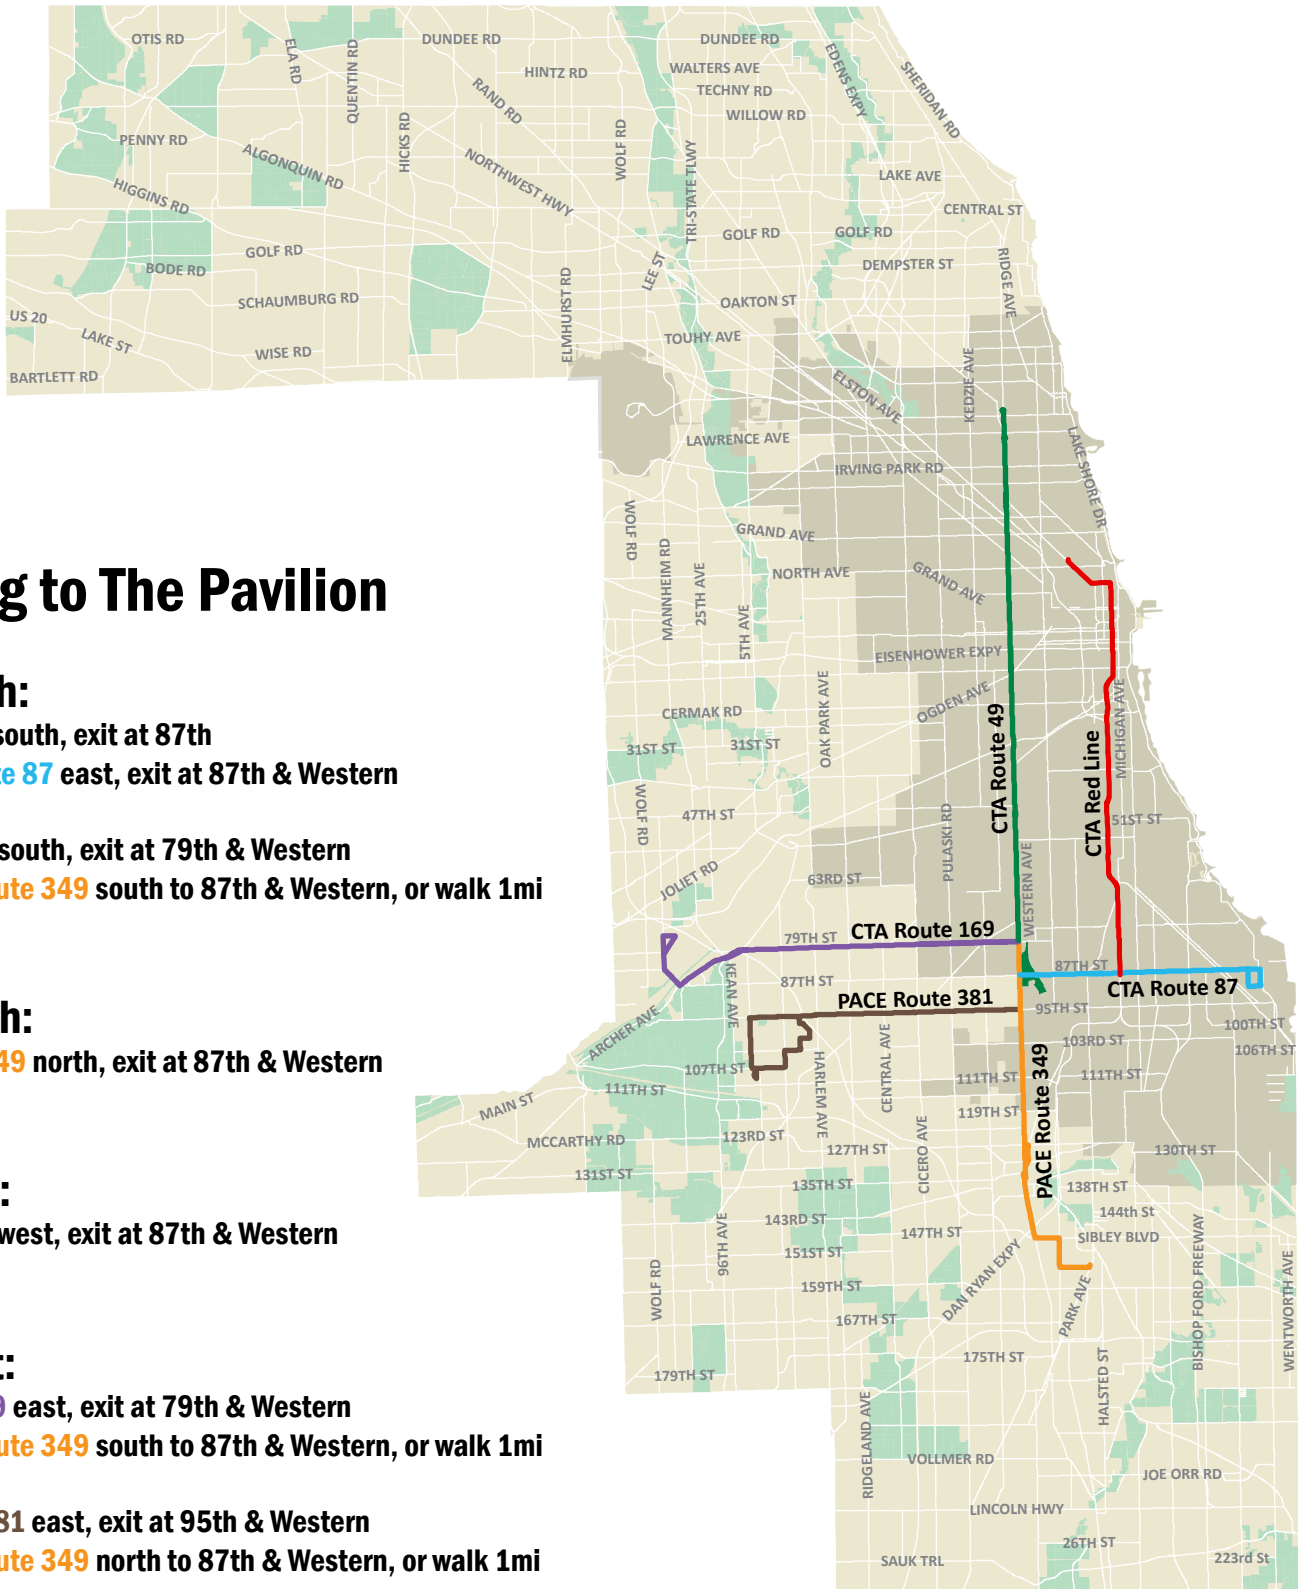 g to The Pavilion
h:
south, exit at 87th
te 87 east, exit at 87th & Western
south, exit at 79th & Western
ute 349 south to 87th & Western, or walk 1mi
h:
49 north, exit at 87th & Western
:
west, exit at 87th & Western
t:
9 east, exit at 79th & Western
ute 349 south to 87th & Western, or walk 1mi
81 east, exit at 95th & Western
ute 349 north to 87th & Western, or walk 1mi
OTIS RD
ELA RD
QUENTIN RD
DUNDEE RD
HINTZ RD
RAND RD
HICKS RD
DUNDEE RD
WALTERS AVE
TECHNY RD
WILLOW RD
EDENS EXPY
SHERIDAN RD
PENNY RD
ALGONQUIN RD
HIGGINS RD
NORTHWEST HWY
WOLF RD
TRI-STATE TLWY
LAKE AVE
CENTRAL ST
GOLF RD
GOLF RD
GOLF RD
BODE RD
DEMPSTER ST
RIDGE AVE
LEE ST
ELMHURST RD
SCHAUMBURG RD
OAKTON ST
US 20
LAKE ST
WISE RD
TOUHY AVE
BARTLETT RD
ELSTON AVE
KEDZIE AVE
LAWRENCE AVE
IRVING PARK RD
LAKE SHORE DR
WOLF RD
MANNHEIM RD
25TH AVE
5TH AVE
GRAND AVE
NORTH AVE
GRAND AVE
EISENHOWER EXPY
OGDEN AVE
OAK PARK AVE
CERMAK RD
31ST ST
31ST ST
CTA Route 49
CTA Red Line
MICHIGAN AVE
WOLF RD
47TH ST
PULASKI RD
51ST ST
JOLIET RD
63RD ST
WESTERN AVE
79TH ST
CTA Route 169
KEAN AVE
87TH ST
87TH ST
CTA Route 87
PACE Route 381
95TH ST
ARCHER AVE
100TH ST
103RD ST
106TH ST
107TH ST
HARLEM AVE
CENTRAL AVE
PACE Route 349
111TH ST
111TH ST
111TH ST
MAIN ST
119TH ST
CICERO AVE
MCCARTHY RD
123RD ST
127TH ST
130TH ST
131ST ST
135TH ST
138TH ST
144th St
143RD ST
147TH ST
SIBLEY BLVD
96TH AVE
151ST ST
WOLF RD
159TH ST
DAN RYAN EXPY
PARK AVE
BISHOP FORD FREEWAY
WENTWORTH AVE
167TH ST
175TH ST
179TH ST
HALSTED ST
RIDGELAND AVE
VOLLMER RD
JOE ORR RD
LINCOLN HWY
26TH ST
SAUK TRL
223rd St